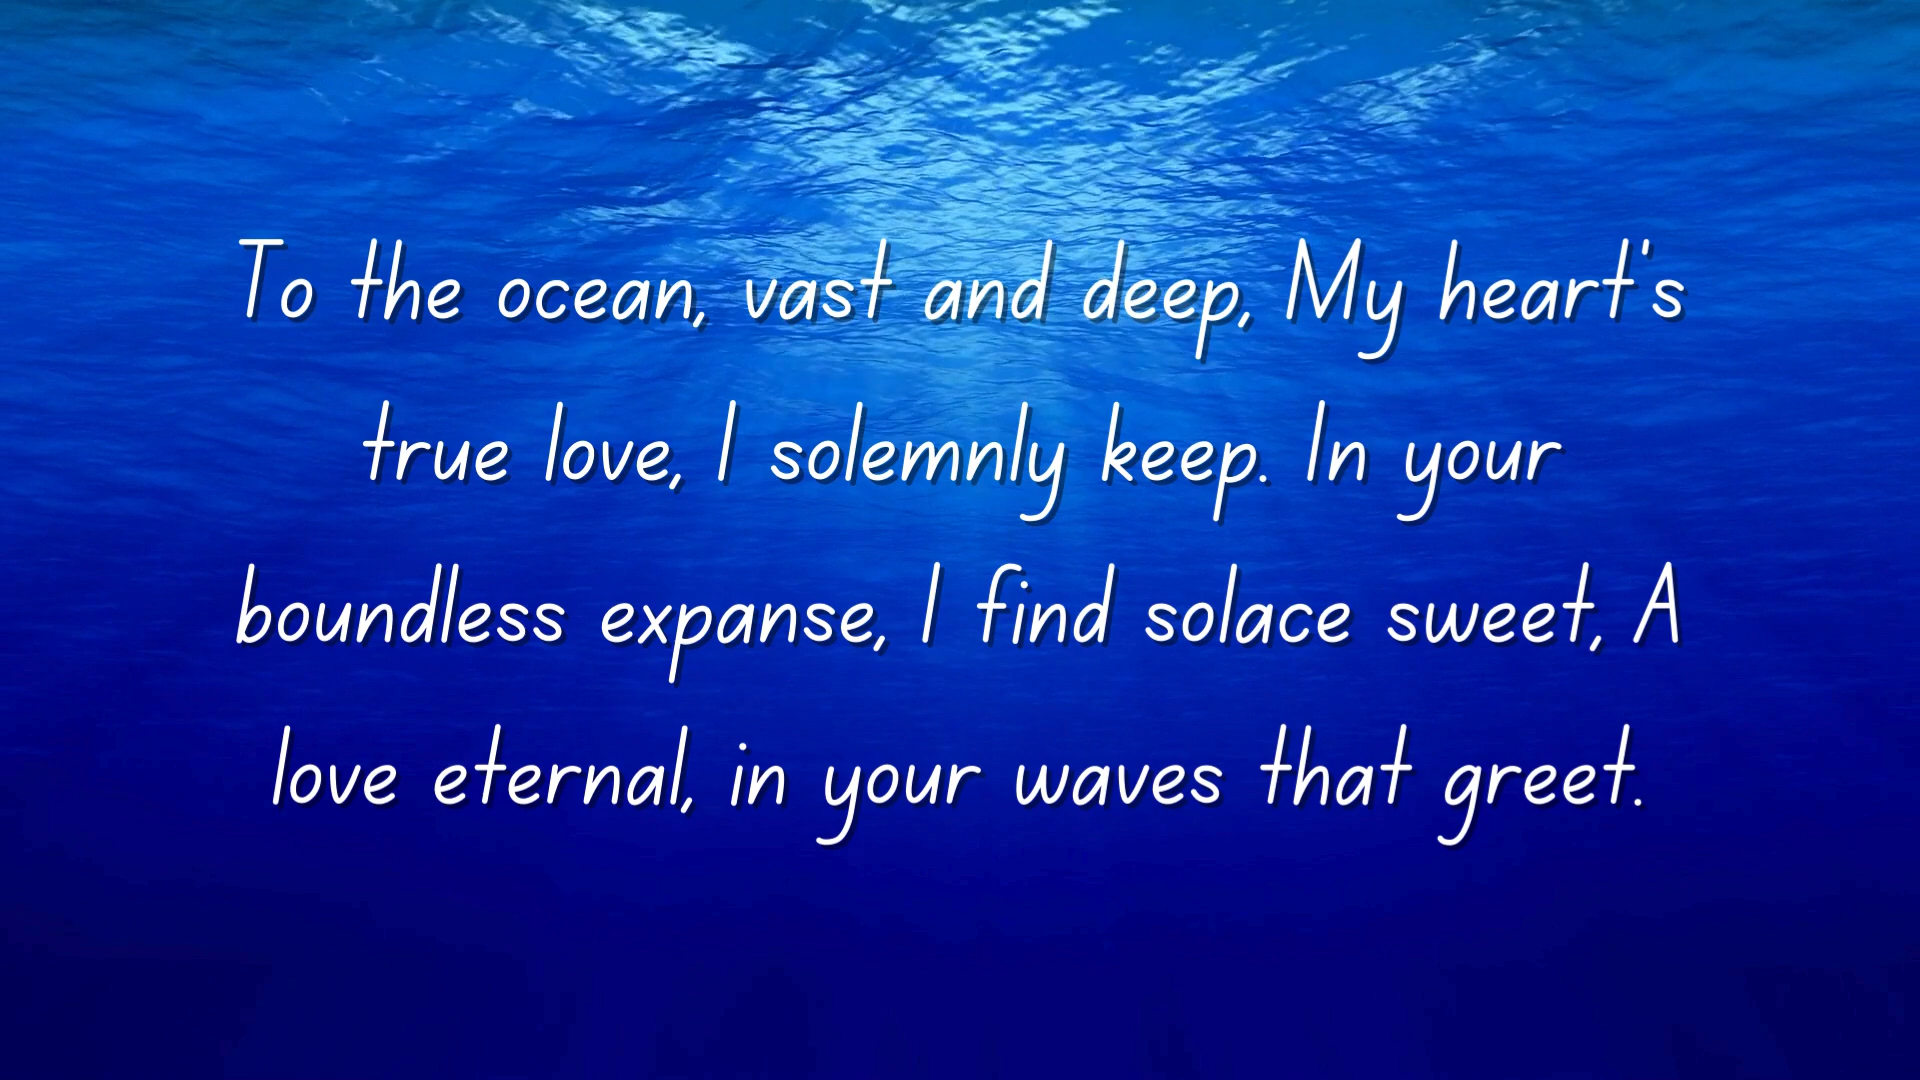 To the ocean, vast and deep, My heart's
true love, I solemnly keep. In your
boundless expanse, I find solace sweet, A
love eternal, in your waves that greet.